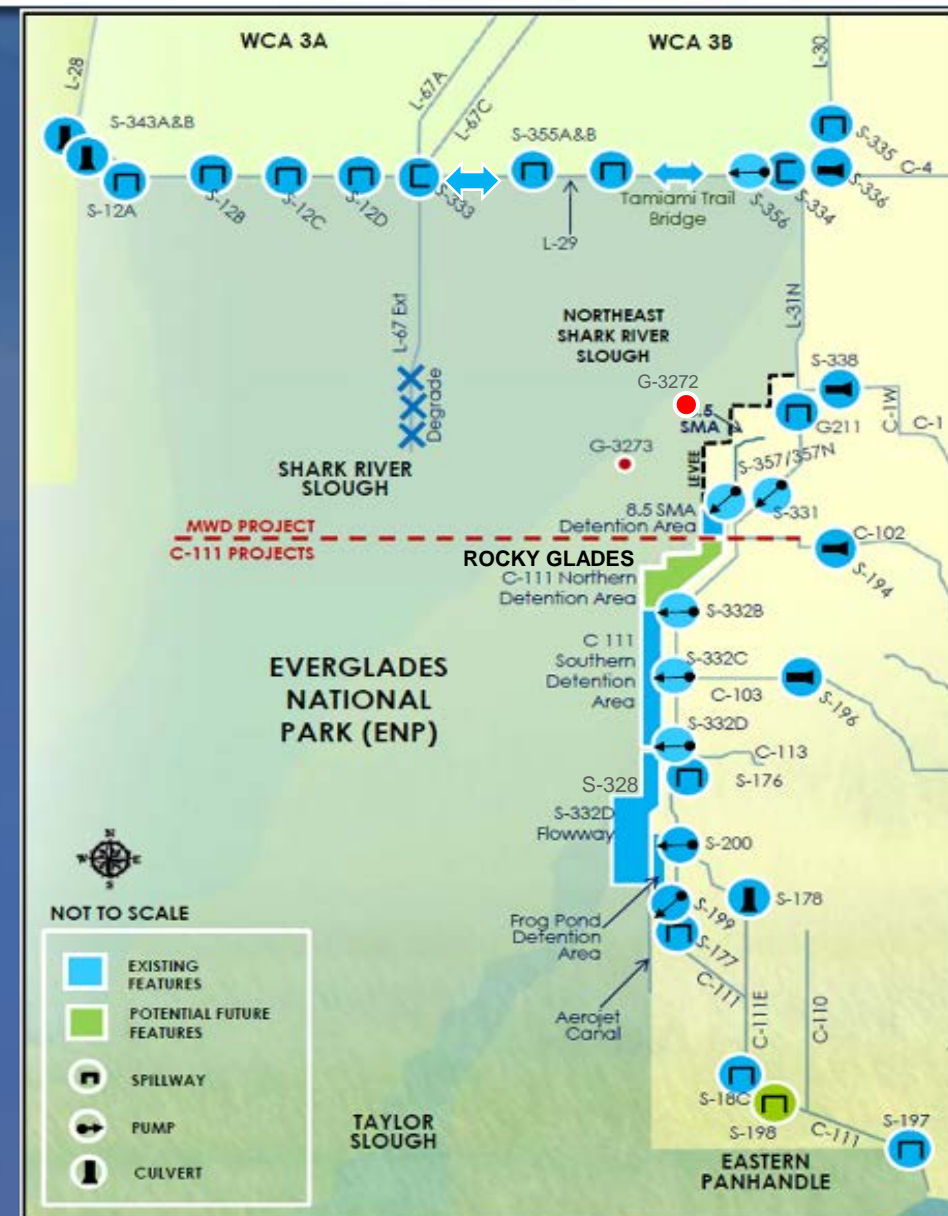 WCA 3A
WCA 3B
L-28
L-67A
L-67C
L-30
S-343A&B
S-355A&B
S-335
C-4
S-12A
S-12B
S-12C
S-12D
S-333
L-29
Tamiami Trail
Bridge
S-356
S-334
S-336
L-67 Ext
Degrade
L-31N
NORTHEAST
SHARK RIVER
SLOUGH
G-3272
S-338
C-1W
C-1
G211
SMA
G-3273
LEVEE
S-357/357N
S-331
SHARK RIVER
SLOUGH
8.5 SMA
Detention Area
MWD PROJECT
C-111 PROJECTS
C-102
S-194
ROCKY GLADES
C-111 Northern
Detention Area
S-332B
C 111
Southern
Detention
Area
S-332C
C-103
S-196
EVERGLADES
NATIONAL
PARK (ENP)
S-332D
C-113
S-176
S-328
S-332D
Flowway
S-200
N
W
E
S
S-178
S-199
S-177
Frog Pond
Detention
Area
C-111
Aerojet
Canal
C-111E
C-110
NOT TO SCALE
EXISTING
FEATURES
POTENTIAL FUTURE
FEATURES
SPILLWAY
PUMP
CULVERT
TAYLOR
SLOUGH
S-18C
S-198
C-111
S-197
EASTERN
PANHANDLE